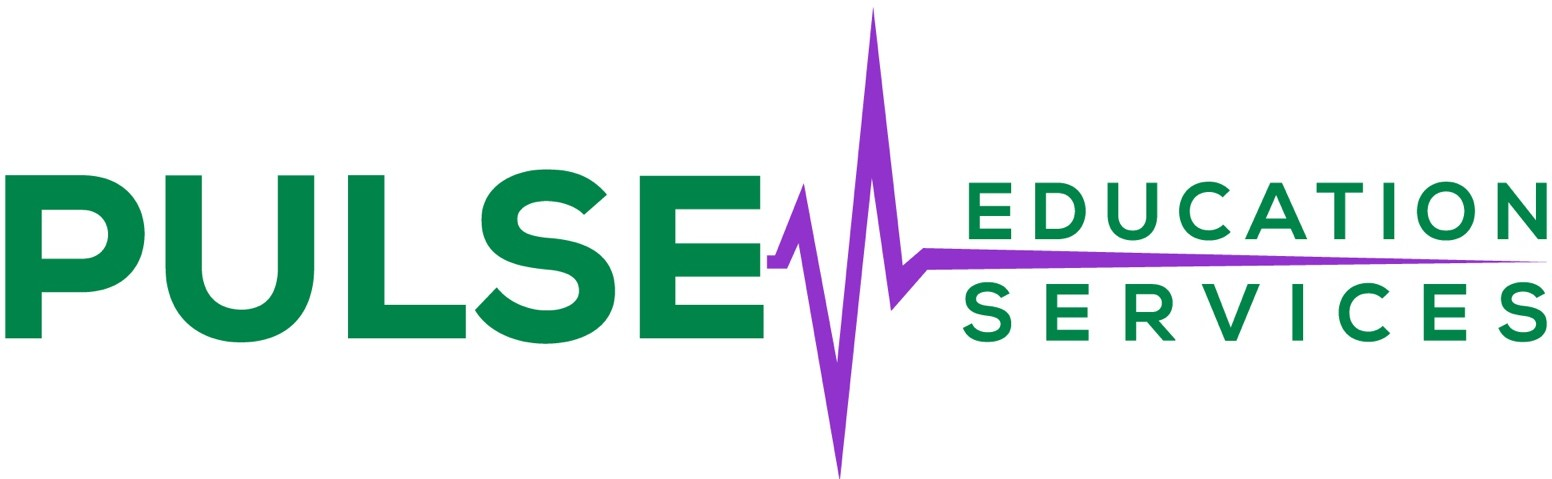 PULSE
EDUCATION
SERVICES